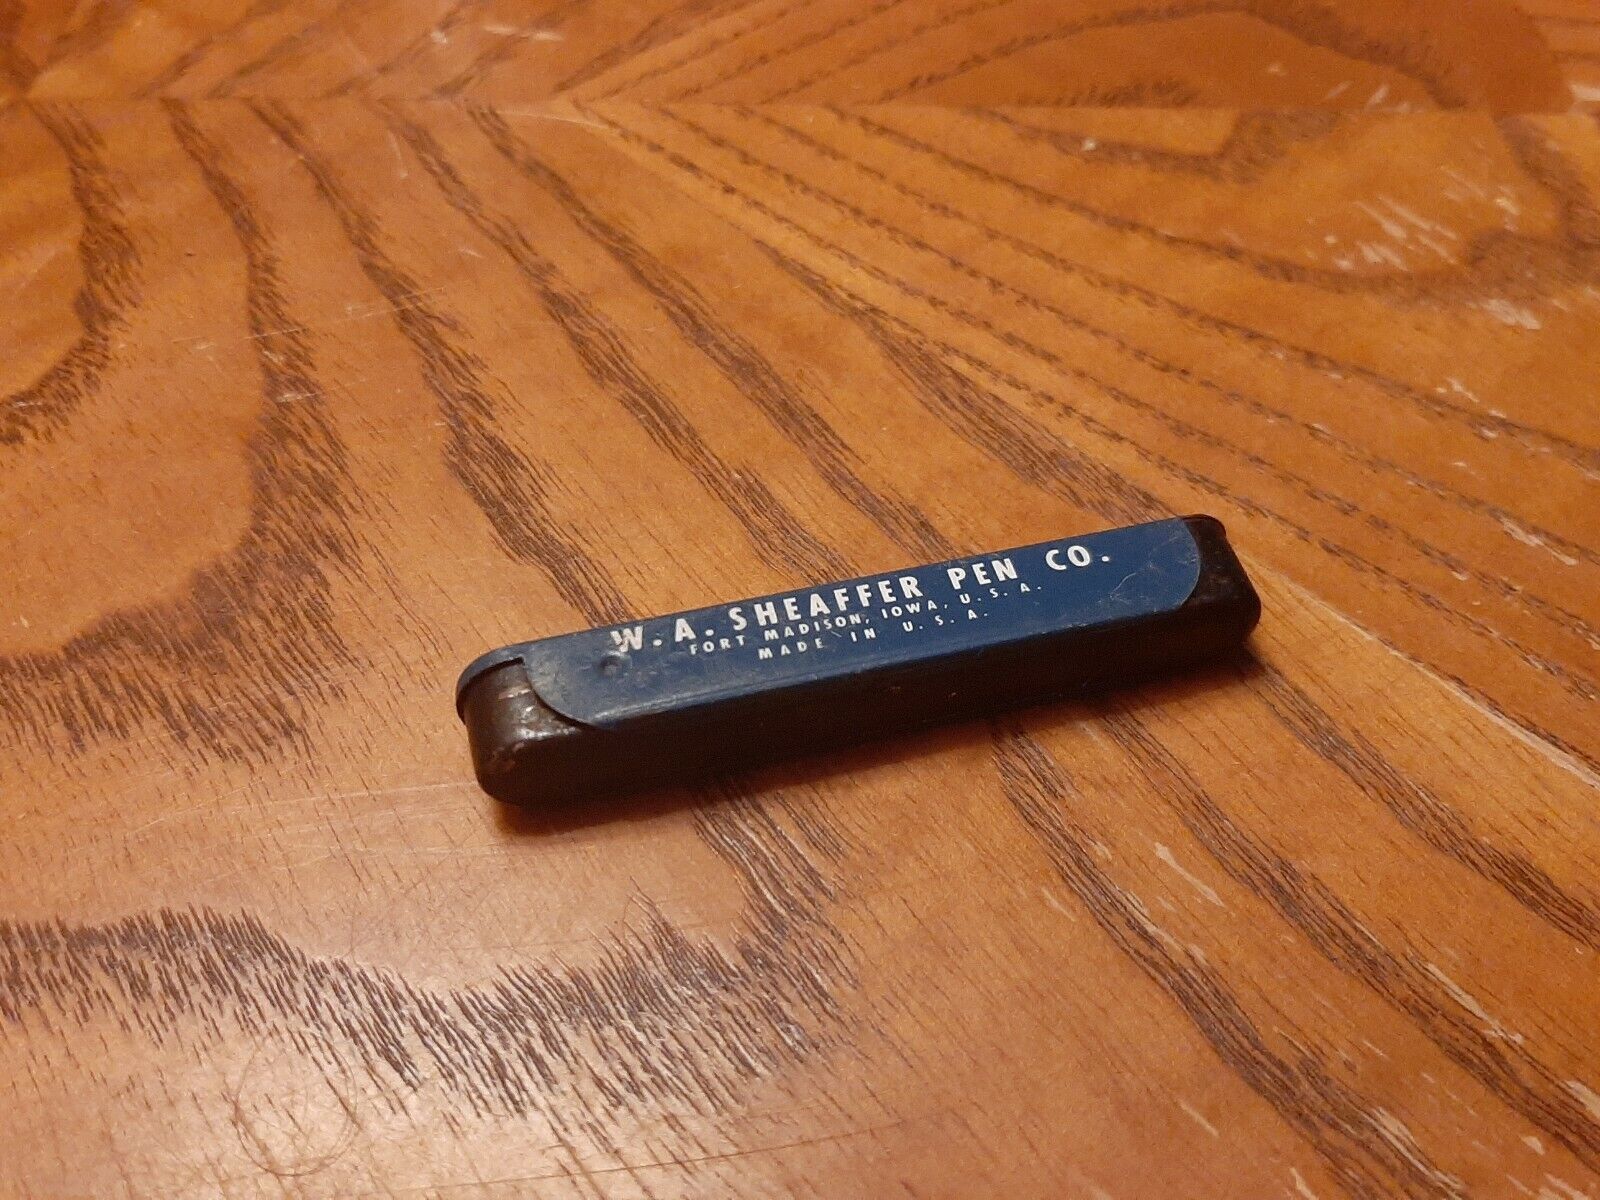 W.A. SHEAFFER PEN CO.
FORT MADISON, IOWA, U.S.A.
MADE IN U.S.A.